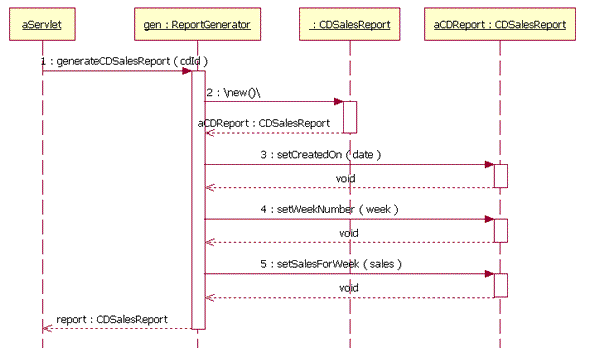 aServlet
gen : ReportGenerator
: CDSalesReport
aCDReport : CDSalesReport
1 : generateCDSalesReport ( cdId )
2 : \new()\
aCDReport : CDSalesReport
3 : setCreatedOn ( date )
void
4 : setWeekNumber ( week )
void
5 : setSalesForWeek ( sales )
void
report : CDSalesReport